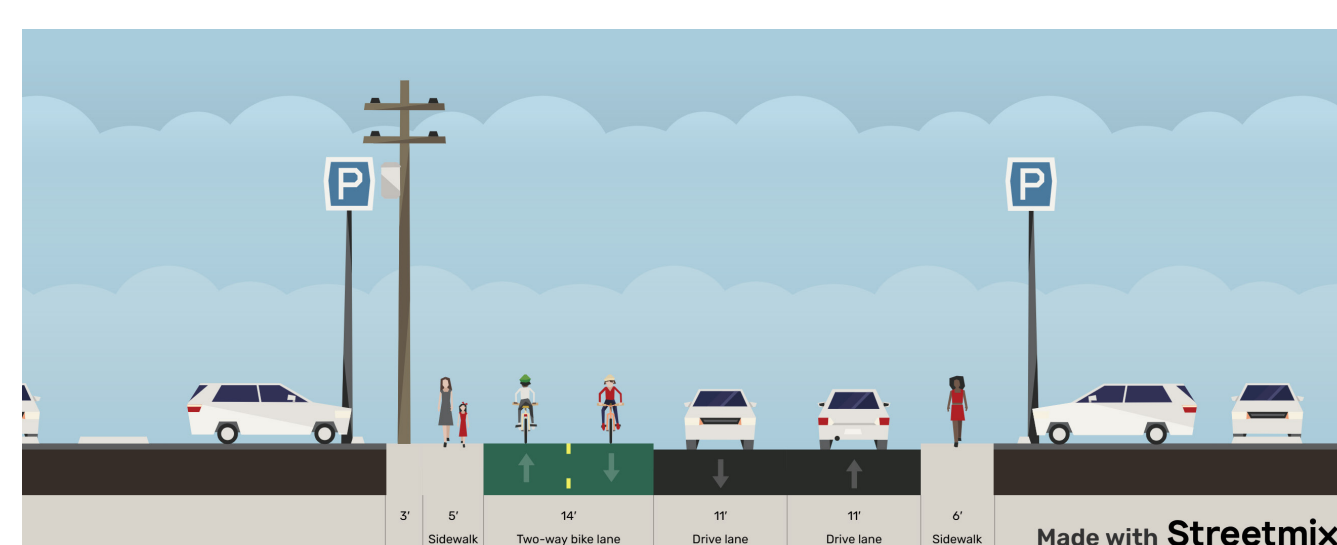 P
P
3' 5' 14' 11' 11' 6'
Sidewalk Two-way bike lane Drive lane Drive lane Sidewalk
Made with Streetmix